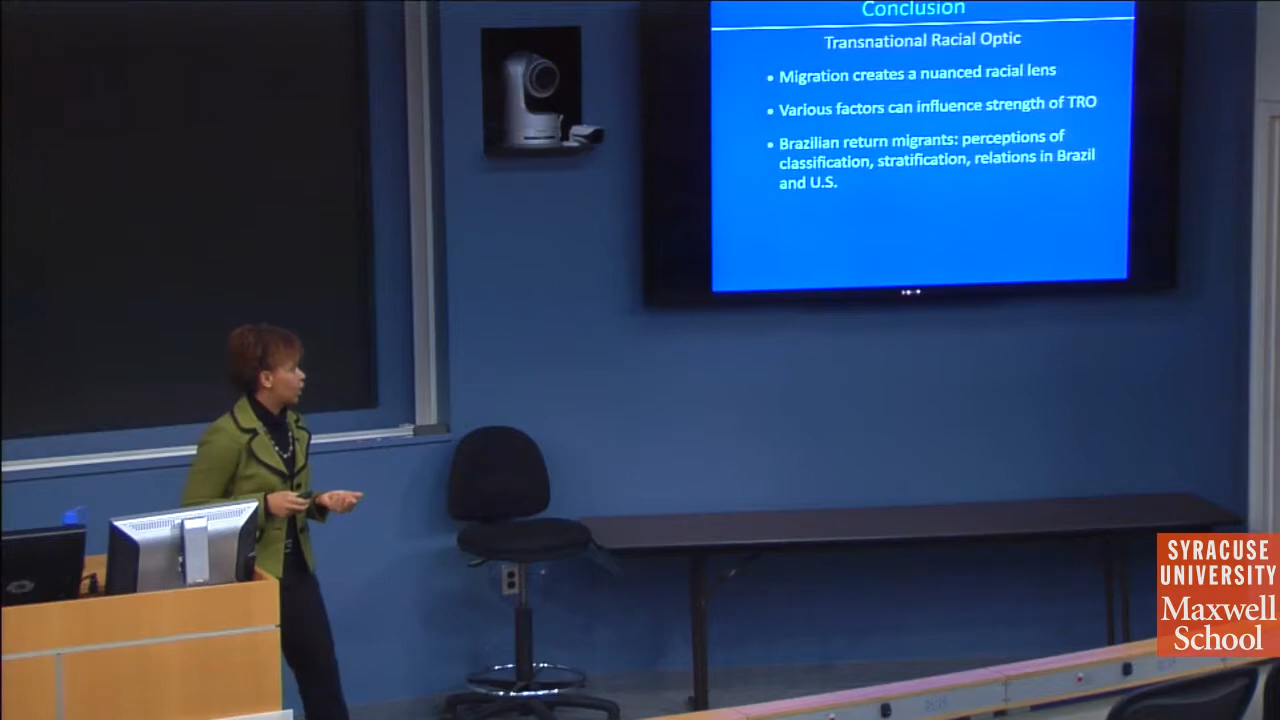 Conclusion
Transnational Racial Optic
• Migration creates a nuanced racial lens
• Various factors can influence strength of TRO
• Brazilian return migrants: perceptions of
classification, stratification, relations in Brazil
and U.S.
SYRACUSE
UNIVERSITY
Maxwell
School